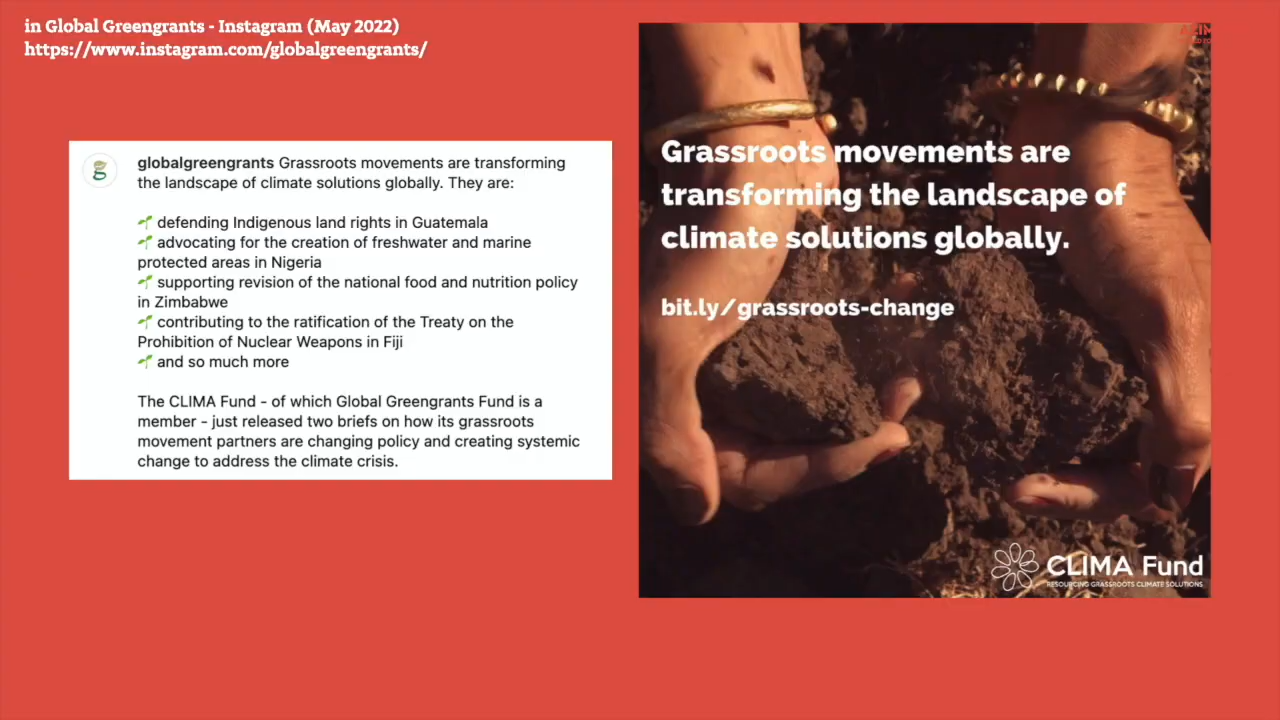 in Global Greengrants - Instagram (May 2022)
https://www.instagram.com/globalgreengrants/
globalgreengrants Grassroots movements are transforming
the landscape of climate solutions globally. They are:
🌱 defending Indigenous land rights in Guatemala
🌱 advocating for the creation of freshwater and marine
protected areas in Nigeria
🌱 supporting revision of the national food and nutrition policy
in Zimbabwe
🌱 contributing to the ratification of the Treaty on the
Prohibition of Nuclear Weapons in Fiji
🌱 and so much more
The CLIMA Fund - of which Global Greengrants Fund is a
member - just released two briefs on how its grassroots
movement partners are changing policy and creating systemic
change to address the climate crisis.
Grassroots movements are
transforming the landscape of
climate solutions globally.
bit.ly/grassroots-change
CLIMA Fund
RESOURCING GRASSROOTS CLIMATE SOLUTIONS